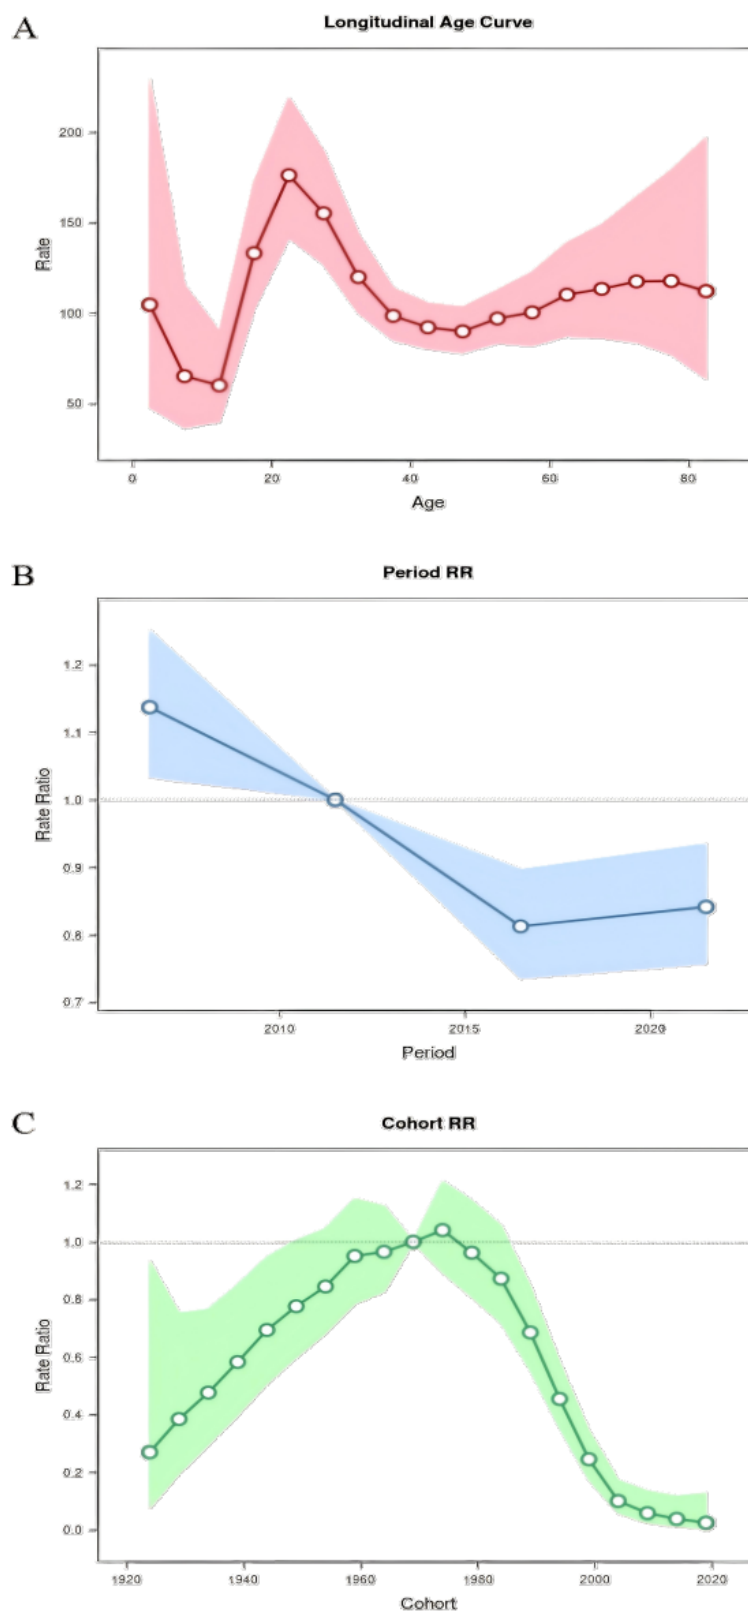 A
Longitudinal Age Curve
200
150
100
50
Rate
0 20 40 60 80
Age
B
Period RR
1.2
1.1
1.0
0.9
0.8
0.7
Rate Ratio
2010 2015 2020
Period
C
Cohort RR
1.2
1.0
0.8
0.6
0.4
0.2
0.0
Rate Ratio
1920 1940 1960 1980 2000 2020
Cohort